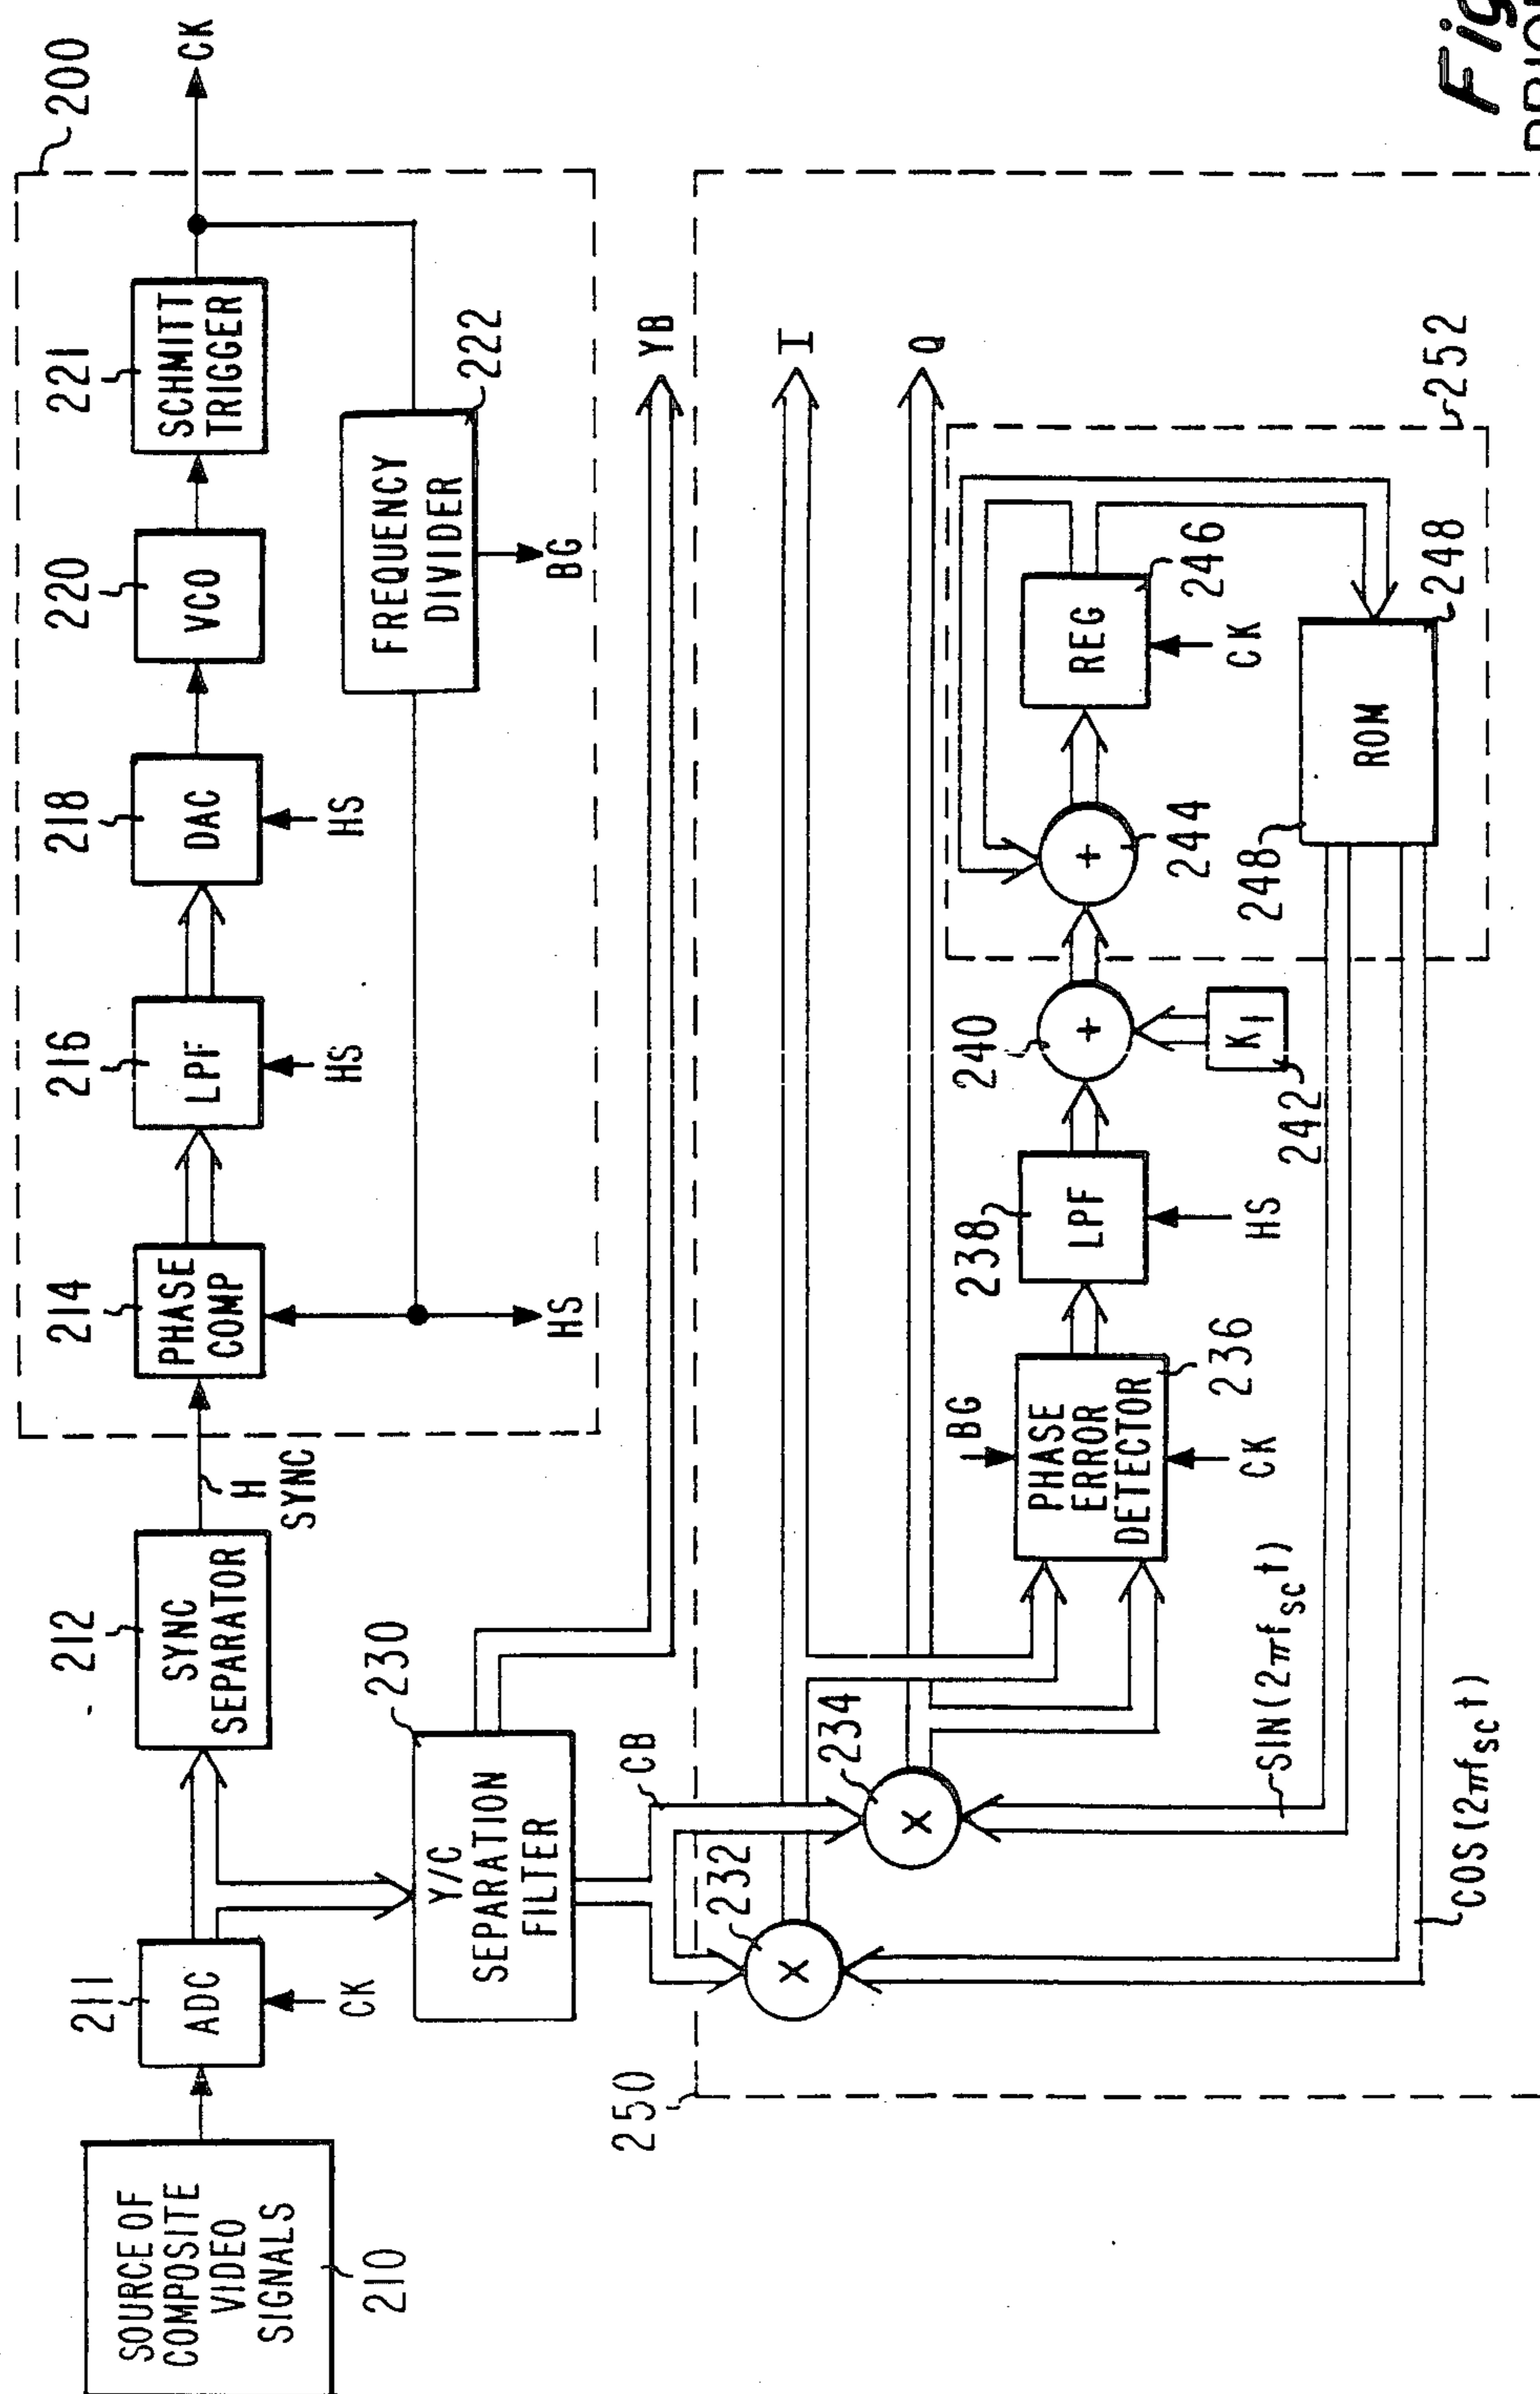 200
CK
221
SCHMITT
TRIGGER
220
VCO
218
DAC
HS
216
LPF
HS
214
PHASE
COMP
HS
FREQUENCY
DIVIDER
222
BG
H
SYNC
212
SYNC
SEPARATOR
211
ADC
CK
SOURCE OF
COMPOSITE
VIDEO
SIGNALS
210
230
Y/C
SEPARATION
FILTER
YB
CB
I
Q
250
232
X
234
X
BG
PHASE
ERROR
DETECTOR
236
CK
238
LPF
HS
240
+
K1
242
+
244
REG
246
CK
252
ROM
248
248
SIN(2πfsct)
COS(2πfsct)
Fig